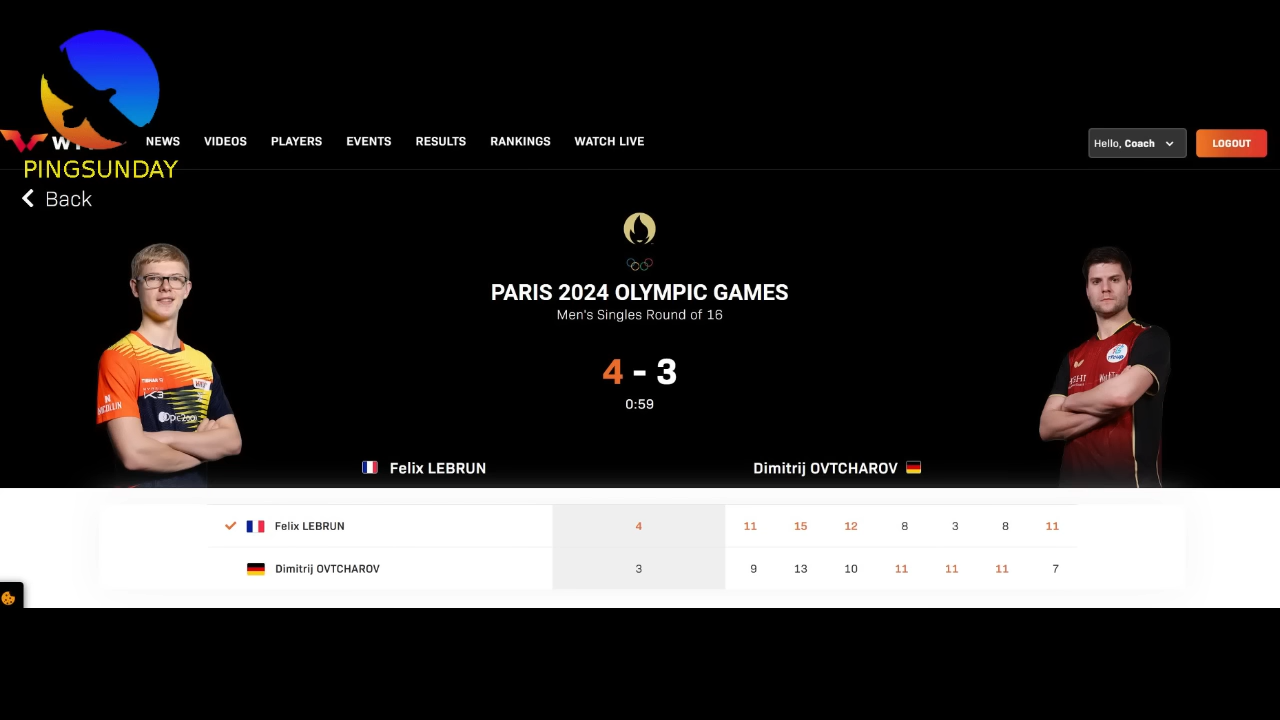 NEWS VIDEOS PLAYERS EVENTS RESULTS RANKINGS WATCH LIVE
Hello, Coach
LOGOUT
PINGSUNDAY
Back
PARIS 2024 OLYMPIC GAMES
Men's Singles Round of 16
4 - 3
0:59
Felix LEBRUN
Dimitrij OVTCHAROV
Felix LEBRUN 4 11 15 12 8 3 8 11
Dimitrij OVTCHAROV 3 9 13 10 11 11 11 7